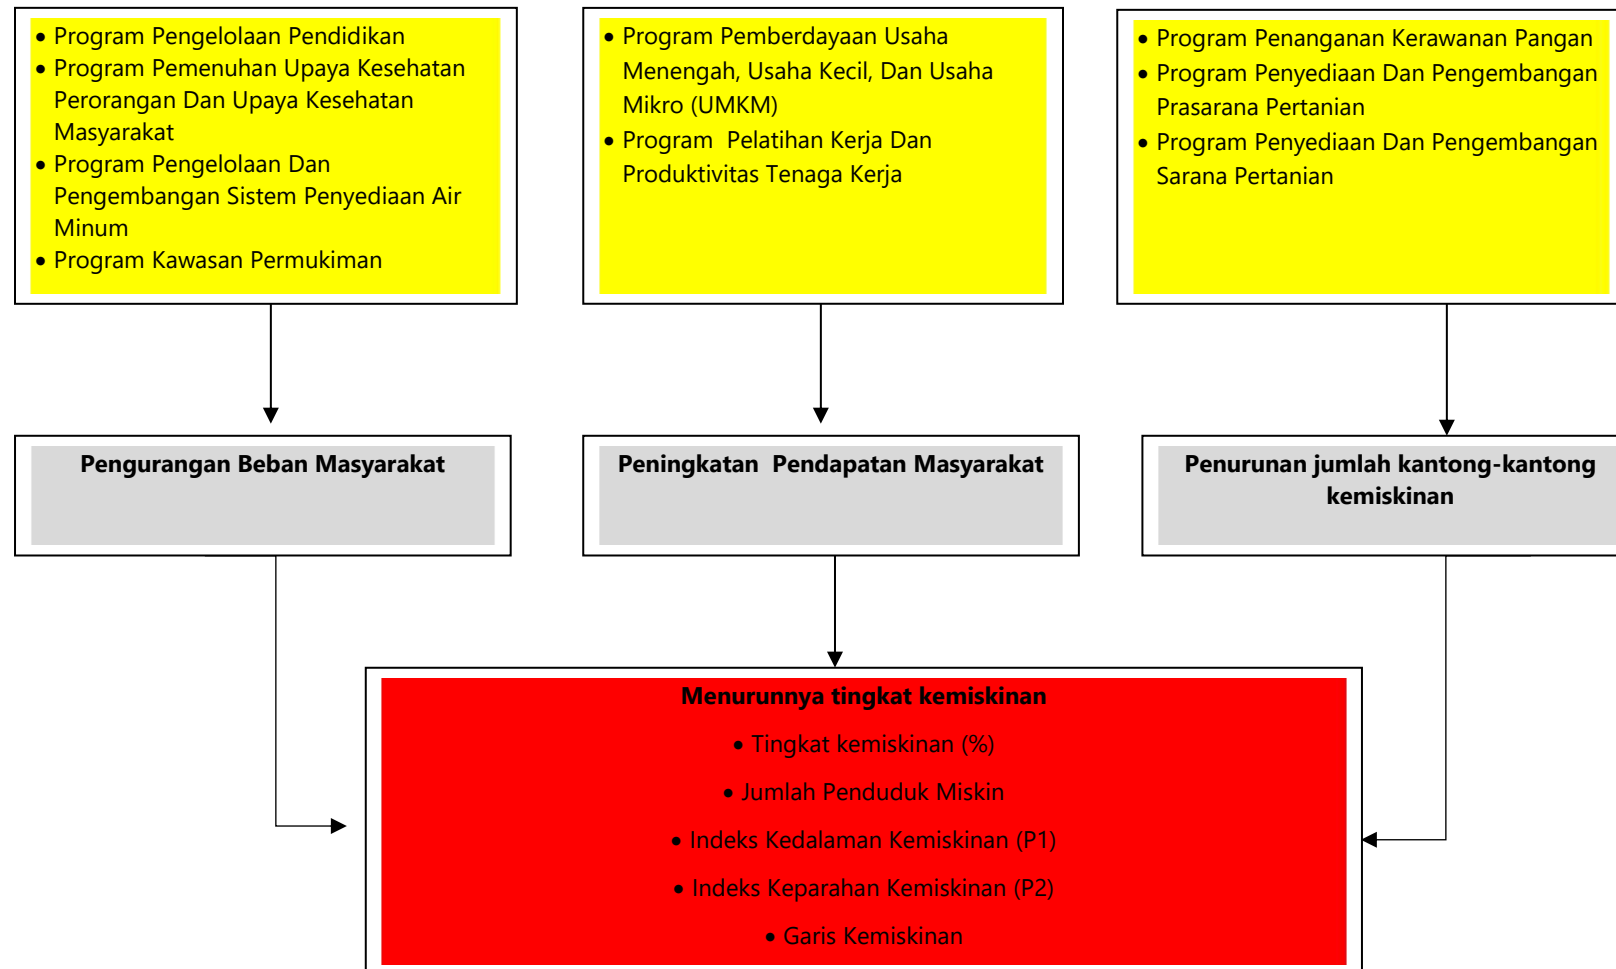 • Program Pengelolaan Pendidikan
• Program Pemenuhan Upaya Kesehatan
Perorangan Dan Upaya Kesehatan
Masyarakat
• Program Pengelolaan Dan
Pengembangan Sistem Penyediaan Air
Minum
• Program Kawasan Permukiman
• Program Pemberdayaan Usaha
Menengah, Usaha Kecil, Dan Usaha
Mikro (UMKM)
• Program  Pelatihan Kerja Dan
Produktivitas Tenaga Kerja
• Program Penanganan Kerawanan Pangan
• Program Penyediaan Dan Pengembangan
Prasarana Pertanian
• Program Penyediaan Dan Pengembangan
Sarana Pertanian
Pengurangan Beban Masyarakat
Peningkatan  Pendapatan Masyarakat
Penurunan jumlah kantong-kantong
kemiskinan
Menurunnya tingkat kemiskinan
• Tingkat kemiskinan (%)
• Jumlah Penduduk Miskin
• Indeks Kedalaman Kemiskinan (P1)
• Indeks Keparahan Kemiskinan (P2)
• Garis Kemiskinan